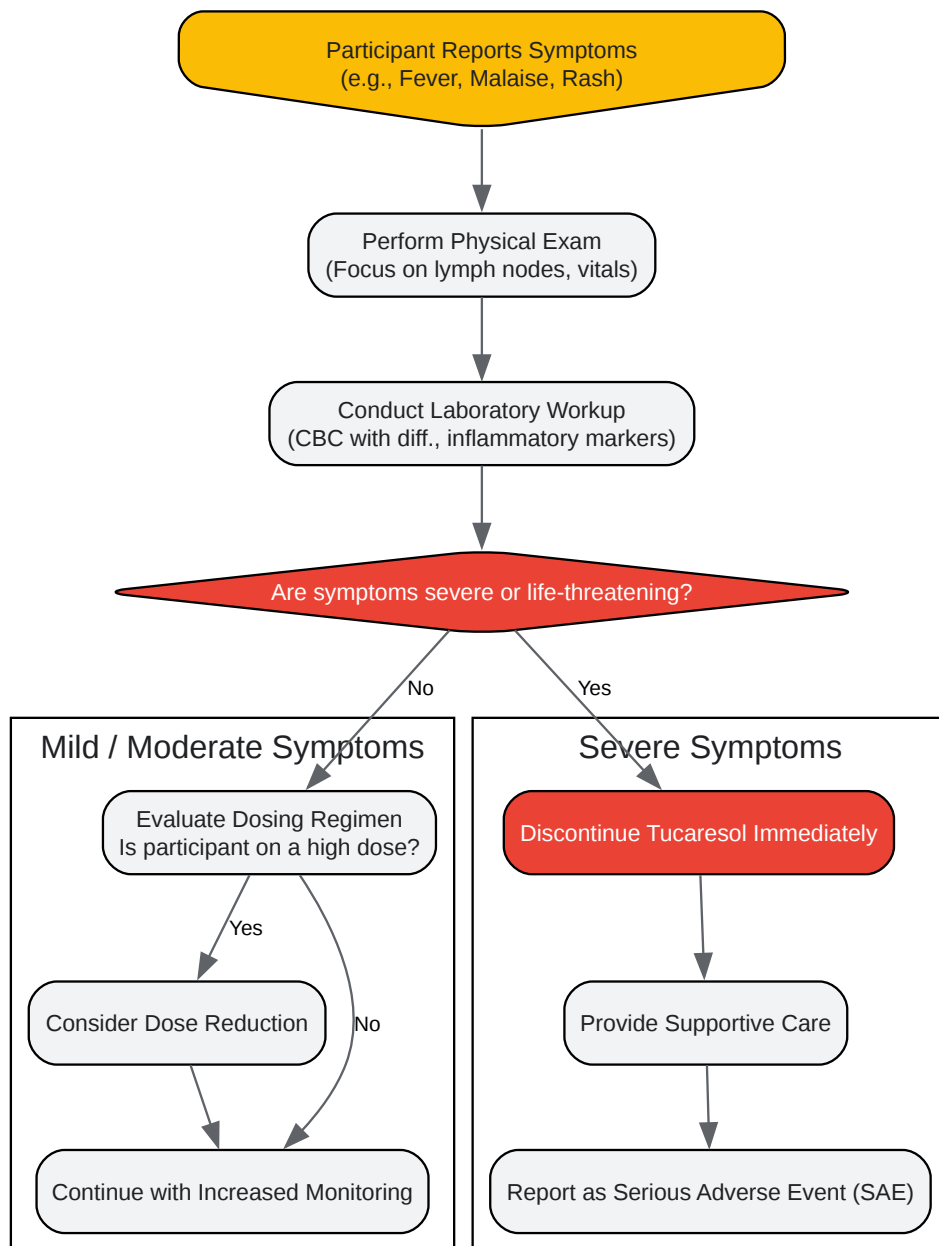 Participant Reports Symptoms
(e.g., Fever, Malaise, Rash)
Perform Physical Exam
(Focus on lymph nodes, vitals)
Conduct Laboratory Workup
(CBC with diff., inflammatory markers)
Are symptoms severe or life-threatening?
No
Yes
Mild / Moderate Symptoms
Evaluate Dosing Regimen
Is participant on a high dose?
Yes
No
Consider Dose Reduction
Continue with Increased Monitoring
Severe Symptoms
Discontinue Tucaresol Immediately
Provide Supportive Care
Report as Serious Adverse Event (SAE)